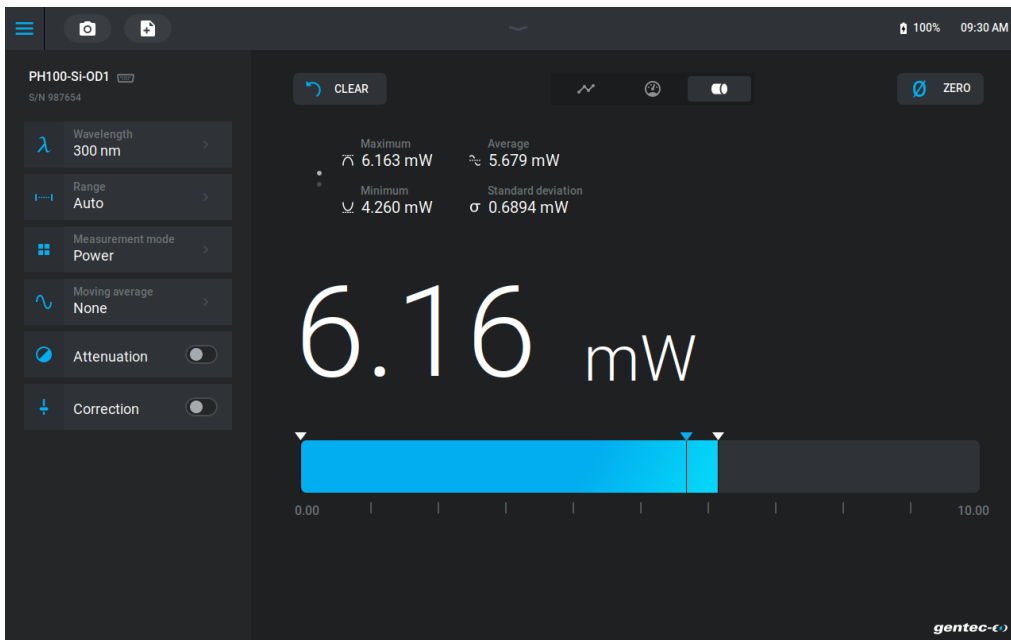 100% 09:30 AM
PH100-Si-OD1
S/N 987654
CLEAR
ZERO
Wavelength
300 nm
Range
Auto
Measurement mode
Power
Moving average
None
Attenuation
Correction
Maximum
6.163 mW
Average
5.679 mW
Minimum
4.260 mW
Standard deviation
σ 0.6894 mW
6.16 mW
0.00 10.00
gentec-eo